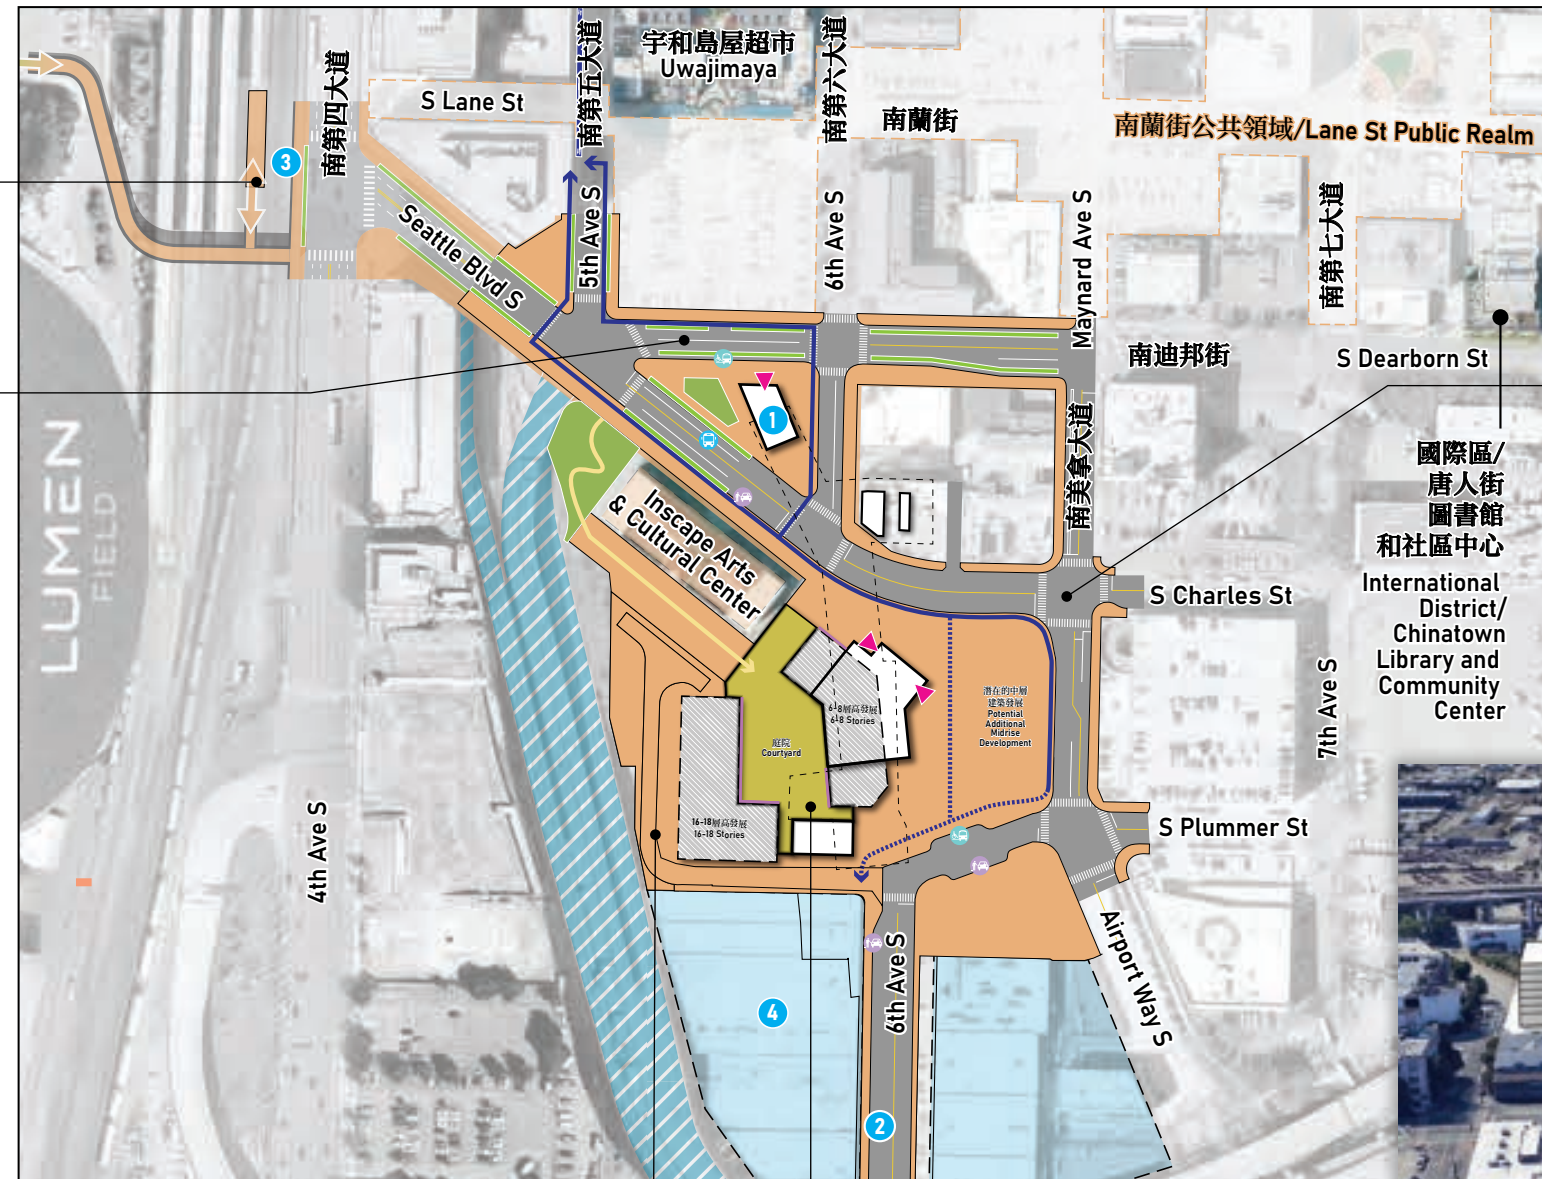 宇和島屋超市
Uwajimaya
南第四大道
S Lane St
南第五大道
南第六大道
南蘭街
南蘭街公共領域/Lane St Public Realm
3
Seattle Blvd S
5th Ave S
6th Ave S
Maynard Ave S
南第七大道
南迪邦街
S Dearborn St
1
南美拿大道
LUMEN
FIELD
Inscape Arts
& Cultural Center
國際區/
唐人街
圖書館
和社區中心
International
District/
Chinatown
Library and
Community
Center
S Charles St
7th Ave S
潛在的中層
建築發展
Potential
Additional
Midrise
Development
6-8層高發展
6-8 Stories
庭院
Courtyard
16-18層高發展
16-18 Stories
4th Ave S
S Plummer St
Airport Way S
6th Ave S
4
2